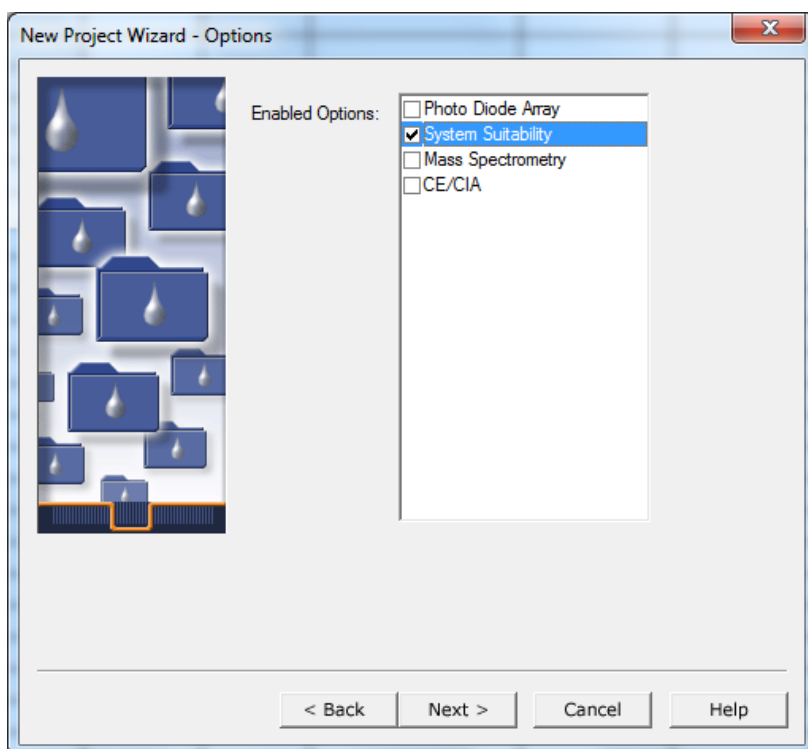 New Project Wizard - Options
Enabled Options:
Photo Diode Array
System Suitability
Mass Spectrometry
CE/CIA
< Back
Next >
Cancel
Help